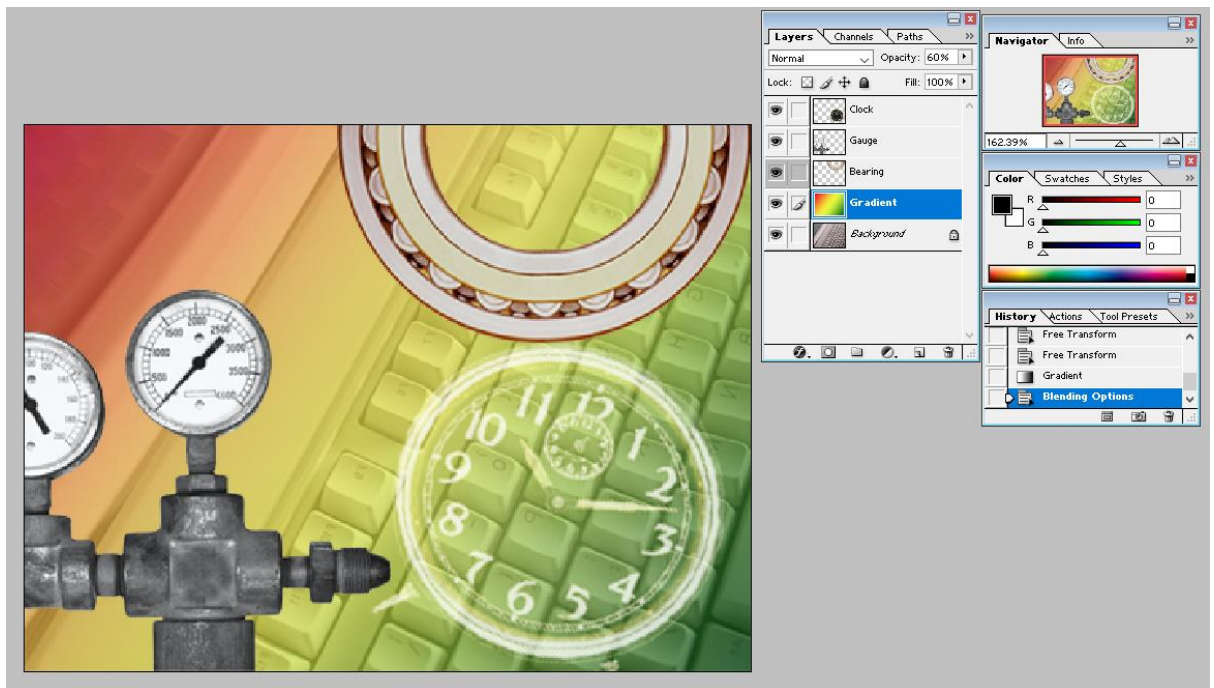 Layers Channels Paths
Normal Opacity: 60%
Lock: Fill: 100%
Clock
Gauge
Bearing
Gradient
Background
Navigator Info
162.39%
Color Swatches Styles
R 0
G 0
B 0
History Actions Tool Presets
Free Transform
Free Transform
Gradient
Blending Options
1500 2000 2500
1000 3000
500 3500
11 12
10 1
9 2
8 3
7 4
6 5